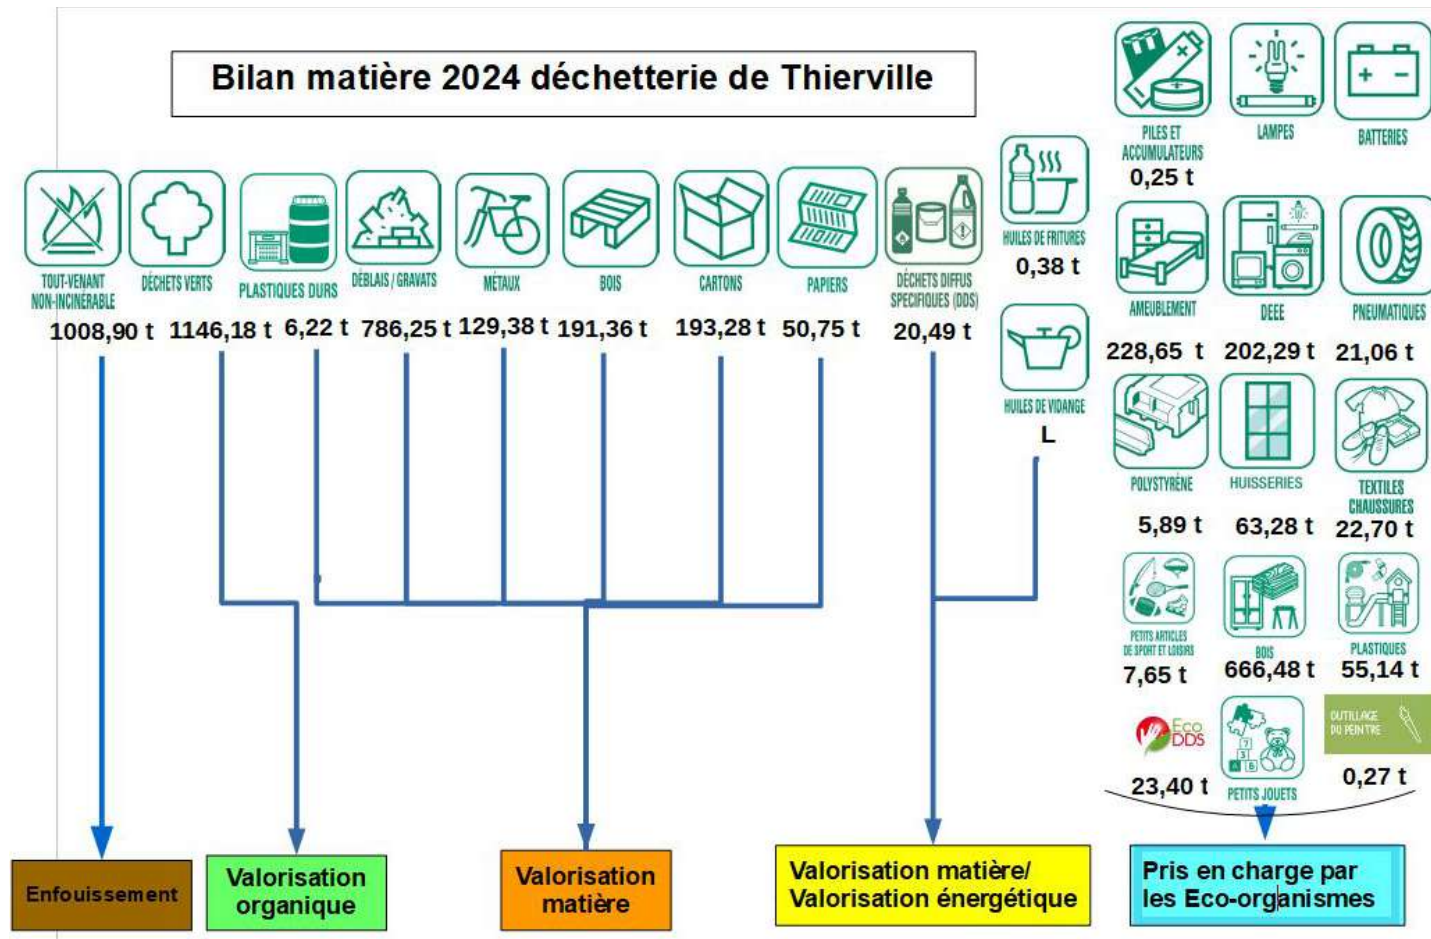 Bilan matière 2024 déchetterie de Thierville
TOUT-VENANT
NON-INCINÉRABLE
1008,90 t
DÉCHETS VERTS
1146,18 t
PLASTIQUES DURS
6,22 t
DÉBLAIS / GRAVATS
786,25 t
MÉTAUX
129,38 t
BOIS
191,36 t
CARTONS
193,28 t
PAPIERS
50,75 t
DÉCHETS DIFFUS
SPECIFIQUES (DDS)
20,49 t
HUILES DE FRITURES
0,38 t
HUILES DE VIDANGE
L
PILES ET
ACCUMULATEURS
0,25 t
LAMPES
BATTERIES
AMEUBLEMENT
228,65 t
DEEE
202,29 t
PNEUMATIQUES
21,06 t
POLYSTYRÈNE
5,89 t
HUISSERIES
63,28 t
TEXTILES
CHAUSSURES
22,70 t
PETITS ARTICLES
DE SPORT ET LOISIRS
7,65 t
BOIS
666,48 t
PLASTIQUES
55,14 t
Eco
DDS
23,40 t
7
3
A B
PETITS JOUETS
OUTILLAGE
DU PEINTRE
0,27 t
Enfouissement
Valorisation
organique
Valorisation
matière
Valorisation matière/
Valorisation énergétique
Pris en charge par
les Eco-organismes